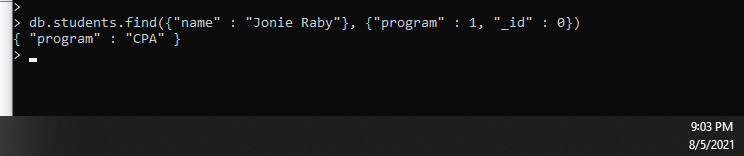 >
> db.students.find({"name" : "Jonie Raby"}, {"program" : 1, "_id" : 0})
{ "program" : "CPA" }
>
9:03 PM
8/5/2021